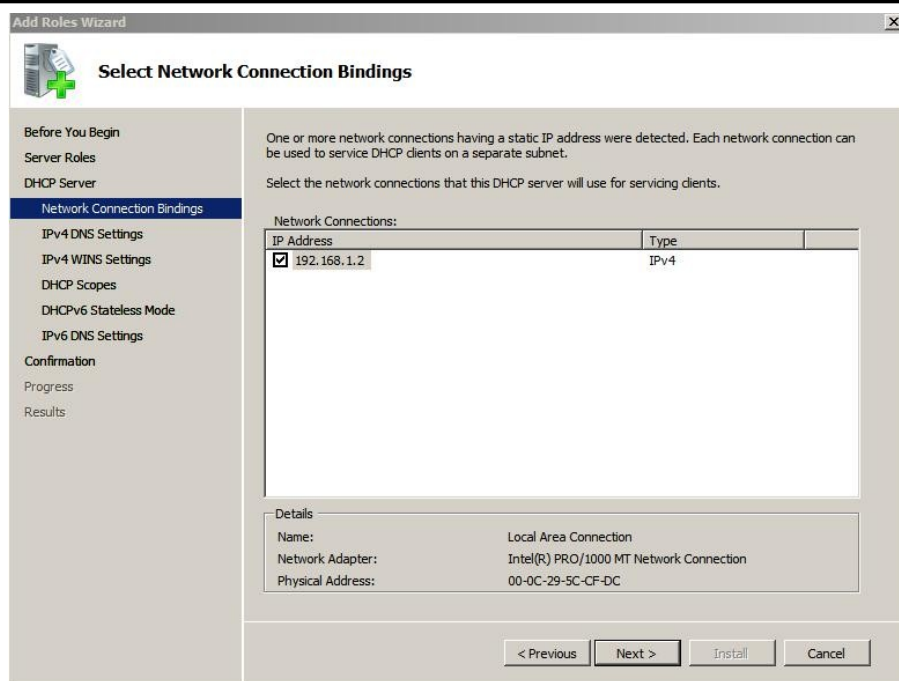 Add Roles Wizard
Select Network Connection Bindings
Before You Begin
Server Roles
DHCP Server
Network Connection Bindings
IPv4 DNS Settings
IPv4 WINS Settings
DHCP Scopes
DHCPv6 Stateless Mode
IPv6 DNS Settings
Confirmation
Progress
Results
One or more network connections having a static IP address were detected. Each network connection can
be used to service DHCP clients on a separate subnet.
Select the network connections that this DHCP server will use for servicing clients.
Network Connections:
IP Address Type
192.168.1.2 IPv4
Details
Name: Local Area Connection
Network Adapter: Intel(R) PRO/1000 MT Network Connection
Physical Address: 00-0C-29-5C-CF-DC
< Previous Next > Install Cancel